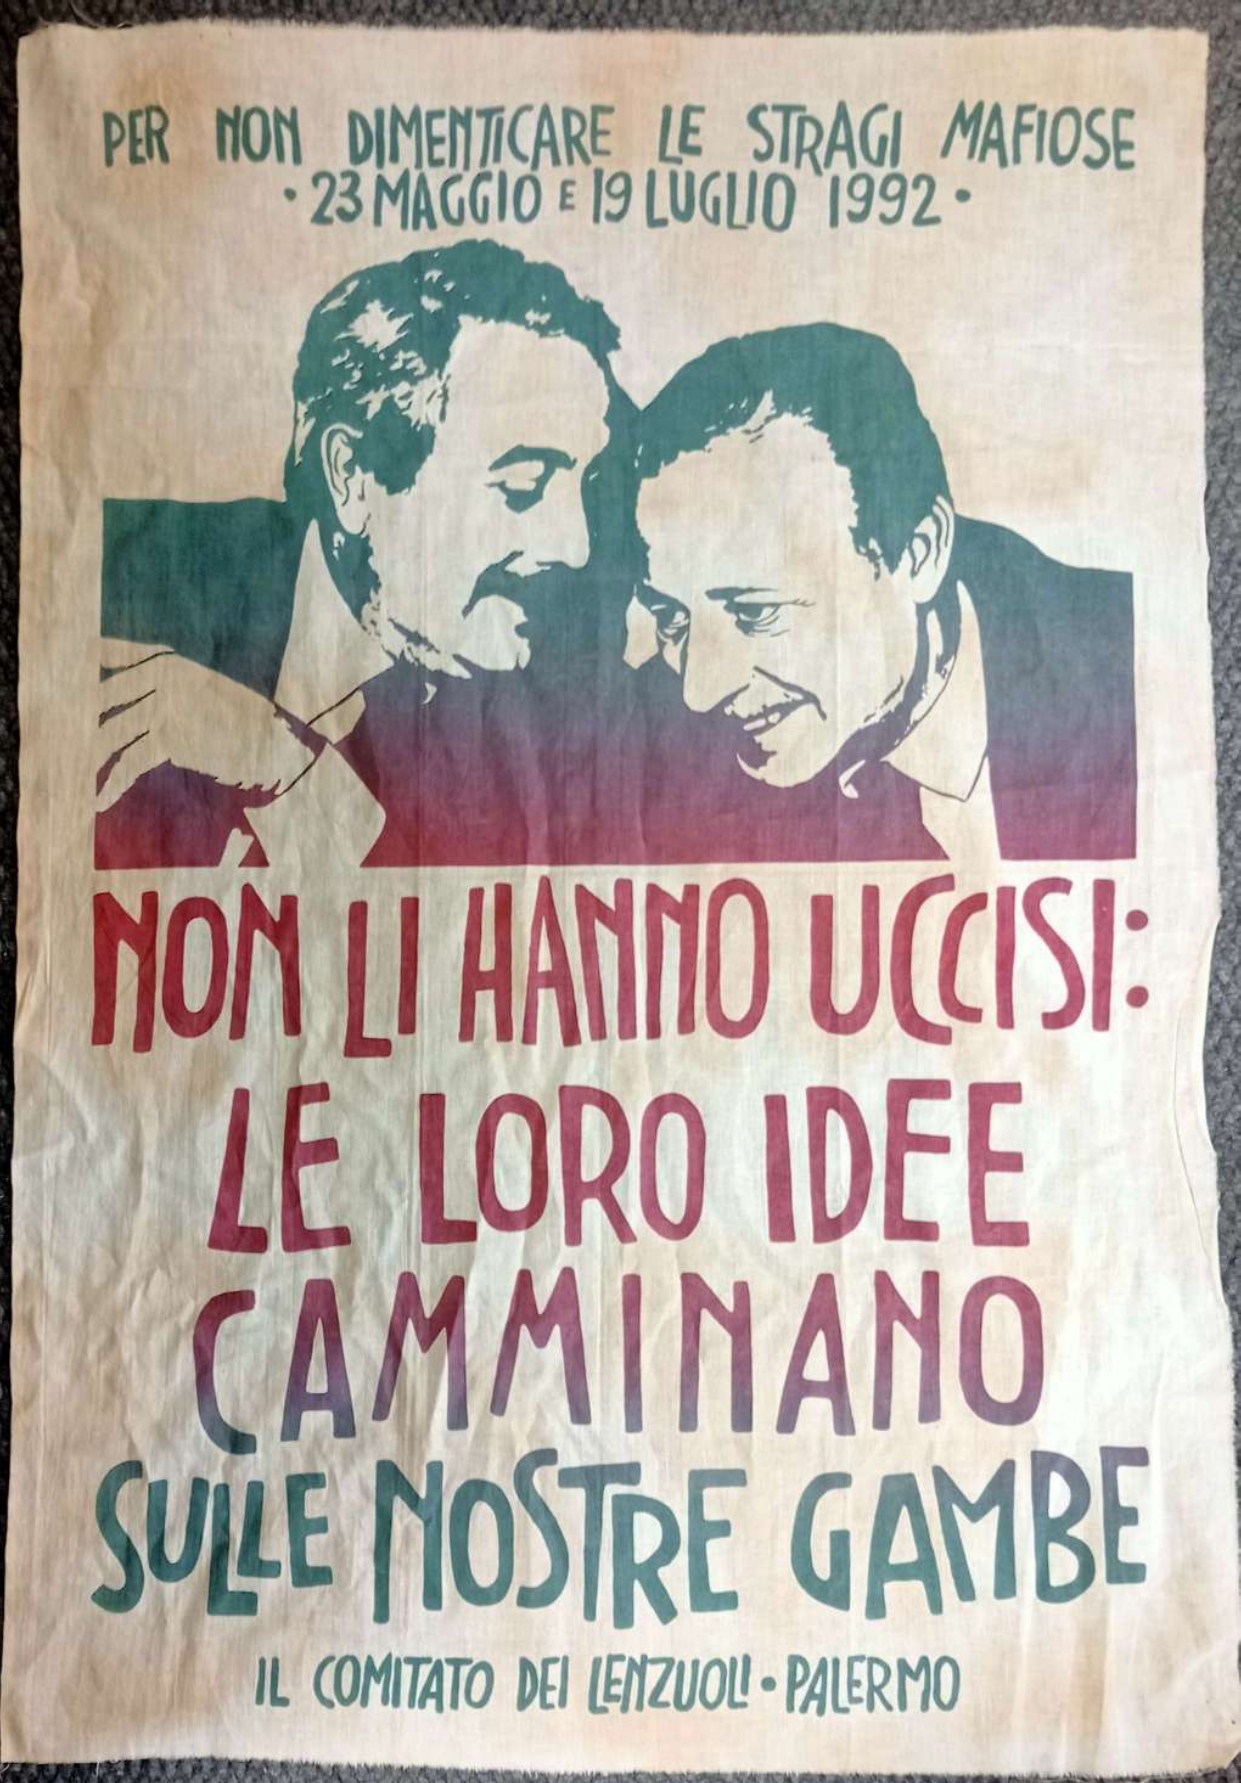 PER NON DIMENTICARE LE STRAGI MAFIOSE
• 23 MAGGIO E 19 LUGLIO 1992 •
NON LI HANNO UCCISI:
LE LORO IDEE
CAMMINANO
SULLE NOSTRE GAMBE
IL COMITATO DEI LENZUOLI • PALERMO